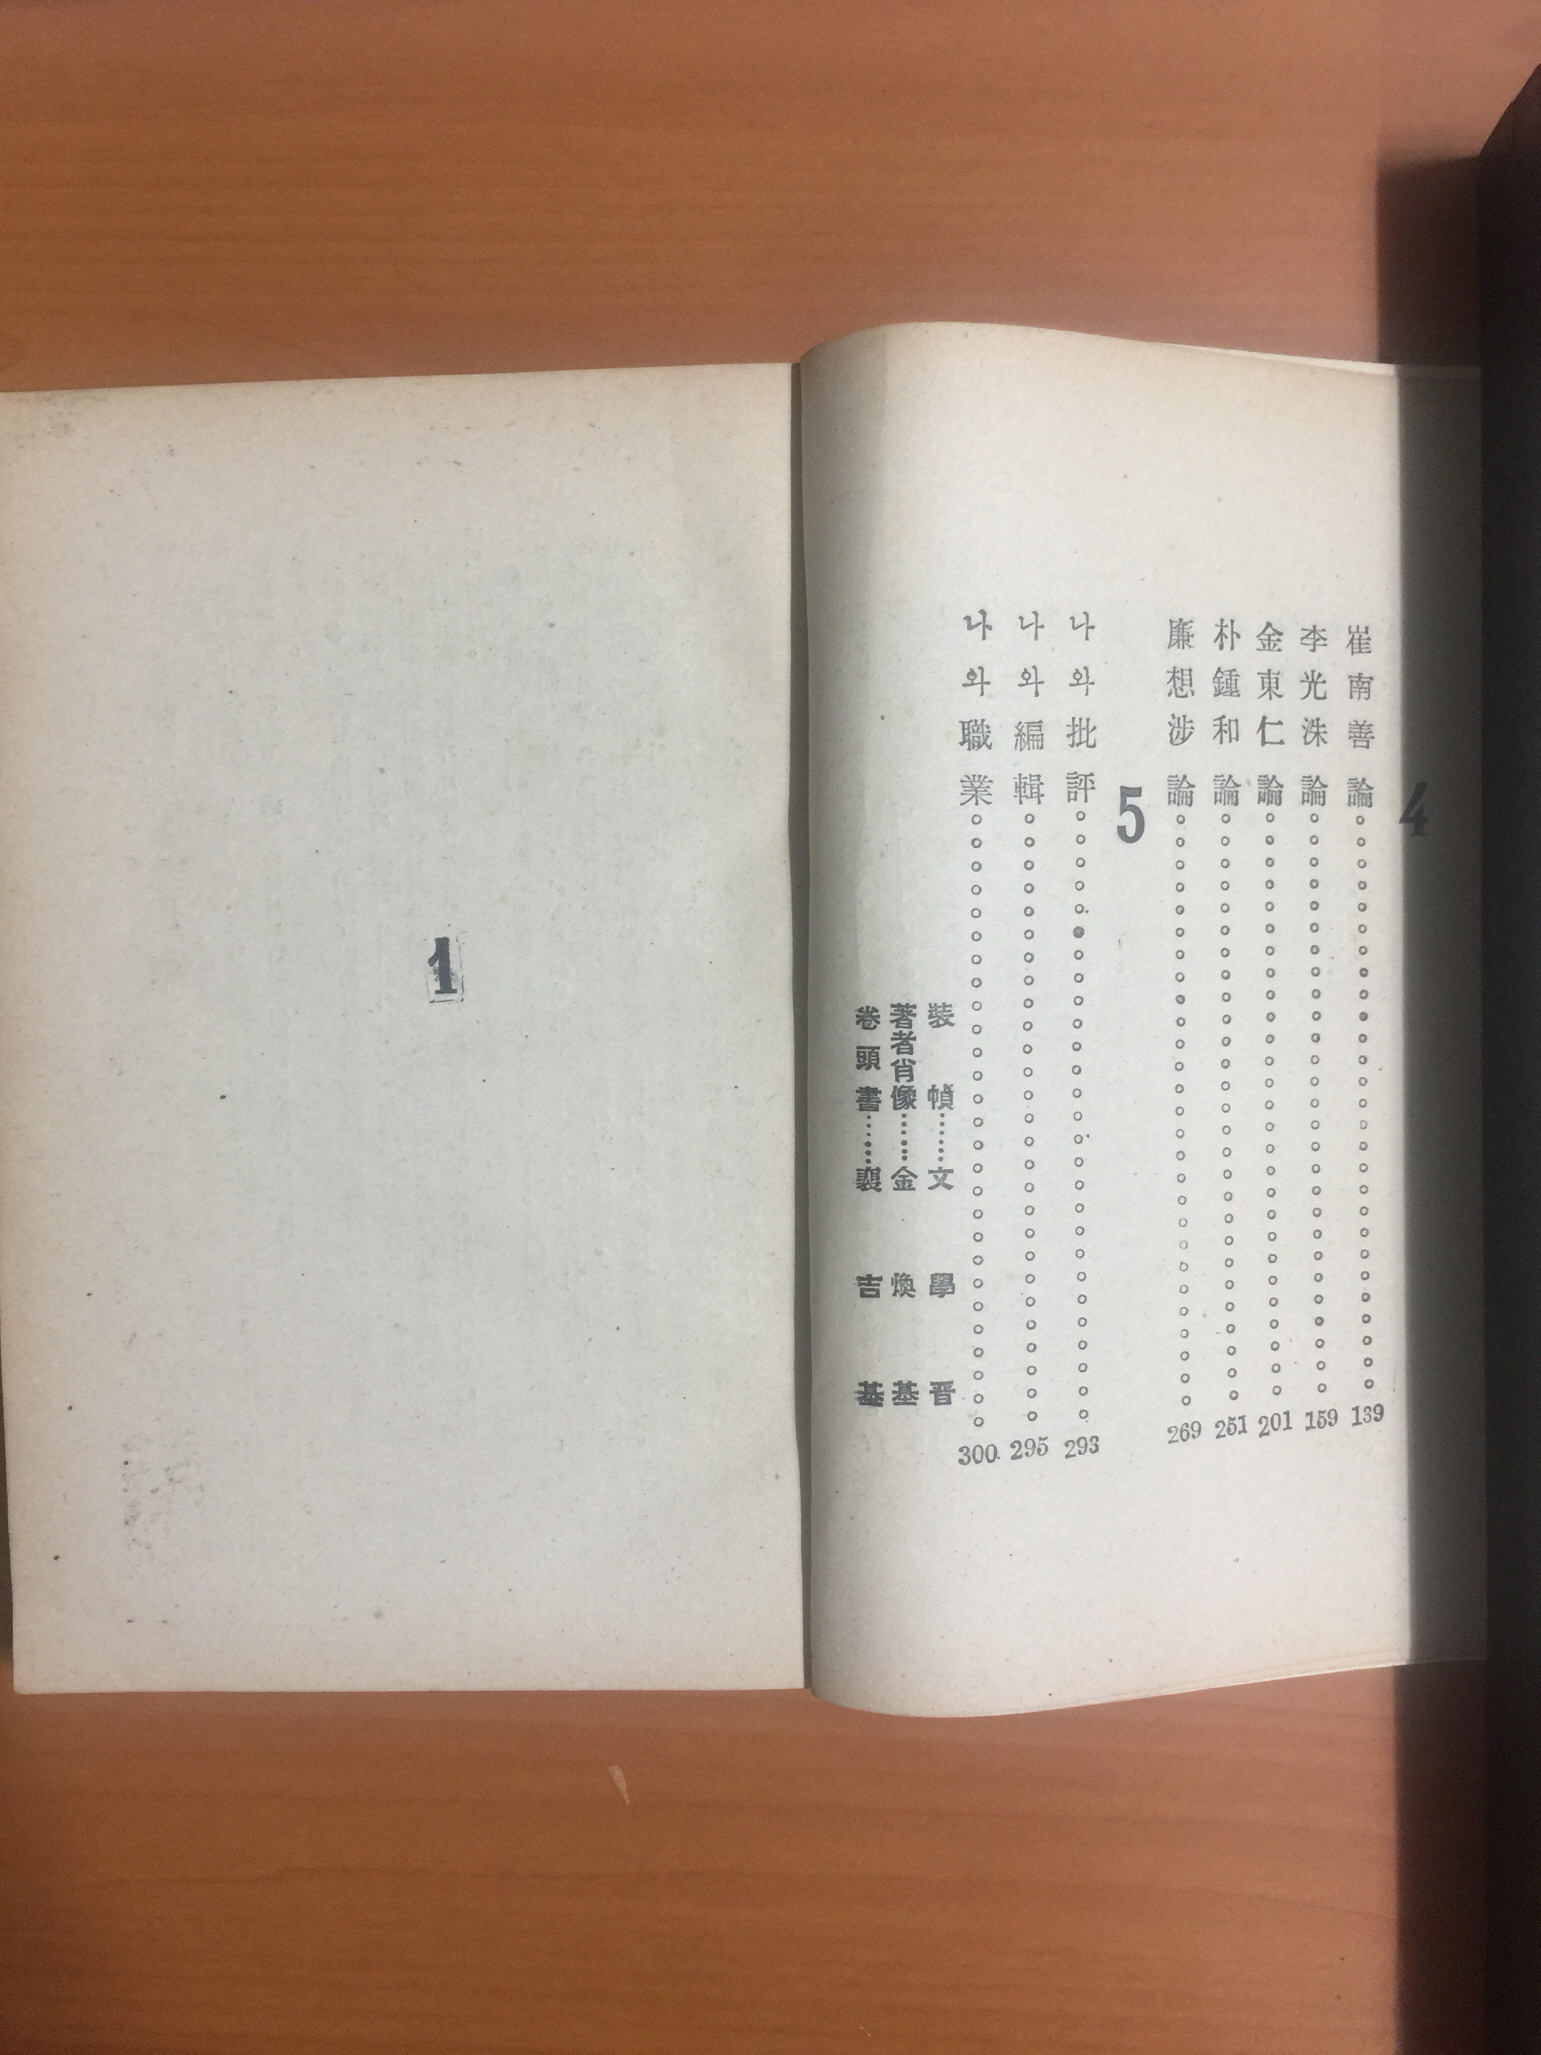 4
崔南善論。。。。。。。。。。。。。。。。。。。。。。。。。。139
李光洙論。。。。。。。。。。。。。。。。。。。。。。。。。。159
金東仁論。。。。。。。。。。。。。。。。。。。。。。。。。。201
朴鍾和論。。。。。。。。。。。。。。。。。。。。。。。。。。251
廉想涉論。。。。。。。。。。。。。。。。。。。。。。。。。。269
5
나와批評。。。。。。。。。。。。。。。。。。。。。。。。。。293
나와編輯。。。。。。。。。。。。。。。。。。。。。。。。。。295
나와職業。。。。。。。。。。。。。。。。。。。。。。。。。。300
裝幀……文學晋
著者肖像……金煥基
卷頭書……裵吉基
1